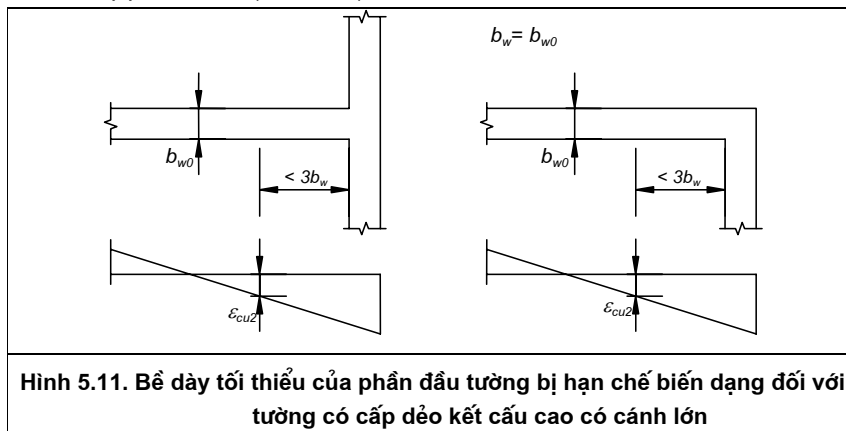 b_w= b_w0
b_w0
< 3b_w
ε_cu2
b_w0
< 3b_w
ε_cu2
Hình 5.11. Bề dày tối thiểu của phần đầu tường bị hạn chế biến dạng đối với
tường có cấp dẻo kết cấu cao có cánh lớn